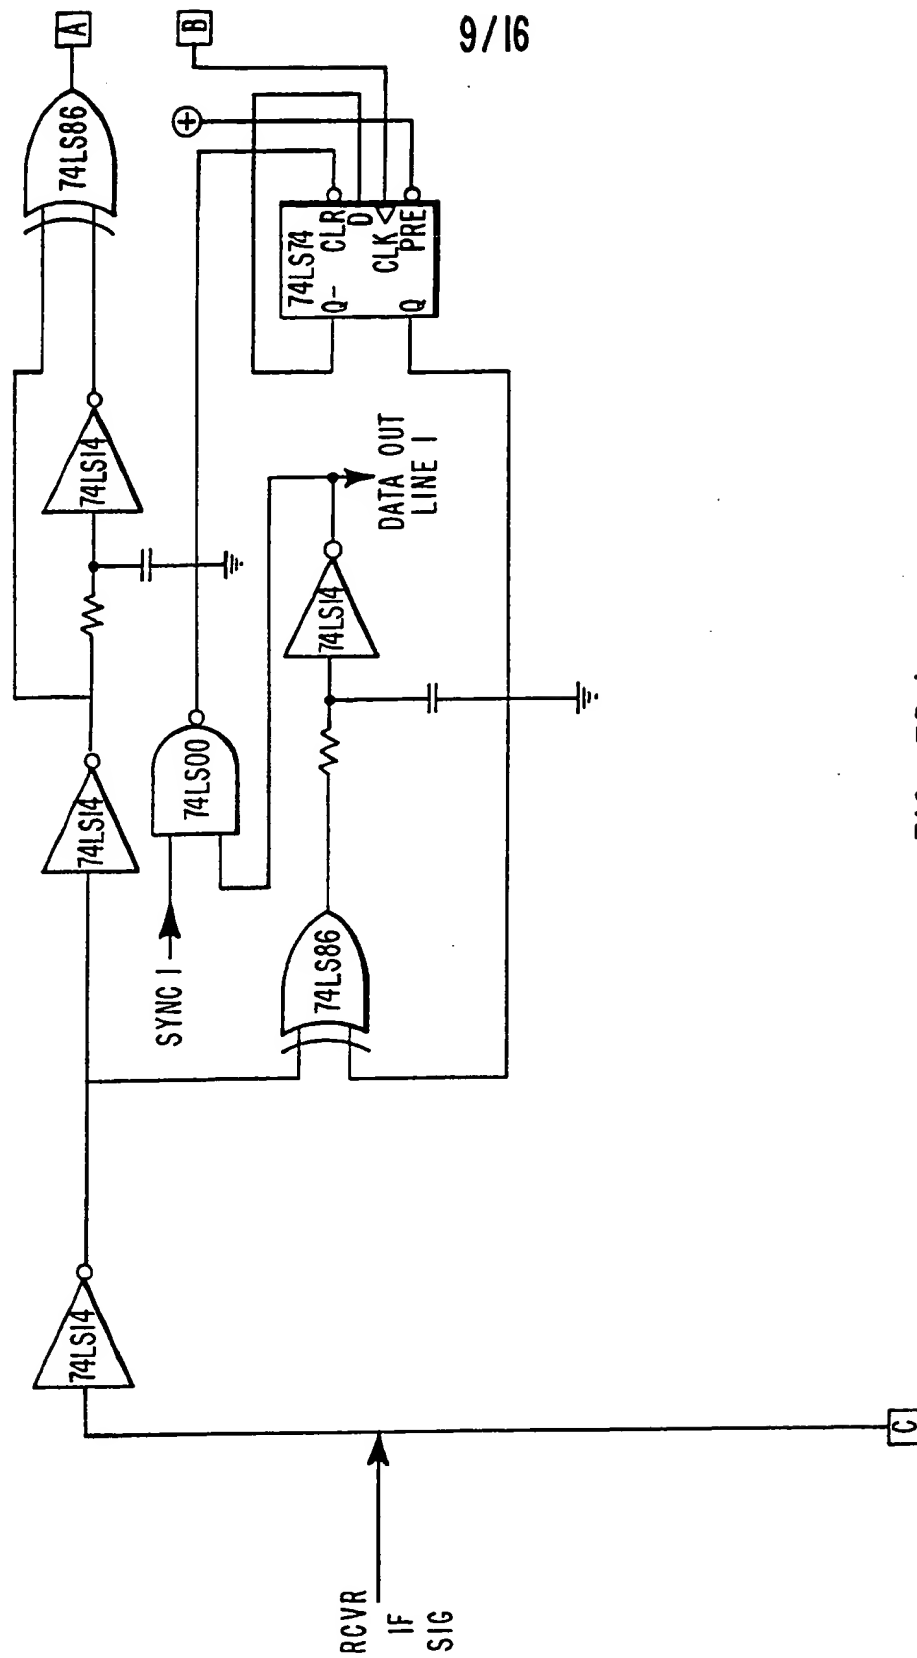 9/16
A
B
C
74LS86
74LS14
74LS14
74LS14
74LS00
74LS74
Q-
CLR
D
CLK
PRE
Q
SYNC 1
74LS86
74LS14
DATA OUT
LINE 1
RCVR
IF
SIG